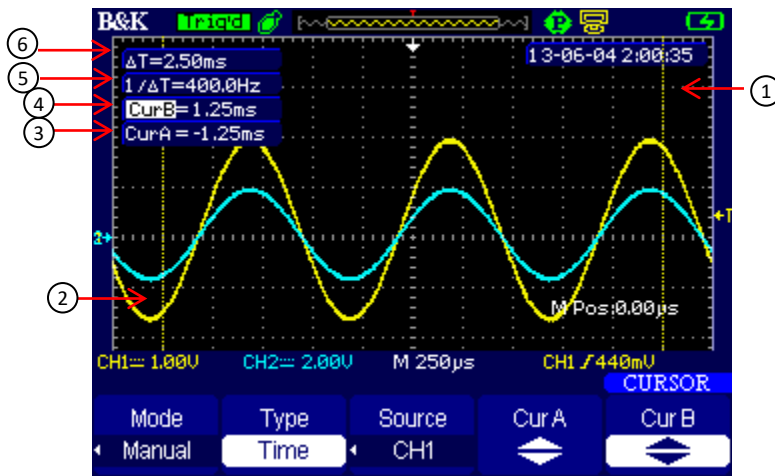 B&K Trig'd P
6 ΔT=2.50ms 13-06-04 2:00:35
5 1/ΔT=400.0Hz 1
4 CurB=1.25ms
3 CurA=-1.25ms
2→ ←T
2 M Pos:0.00μs
CH1 1.00V CH2 2.00V M 250μs CH1 440mV
CURSOR
Mode Type Source Cur A Cur B
Manual Time CH1